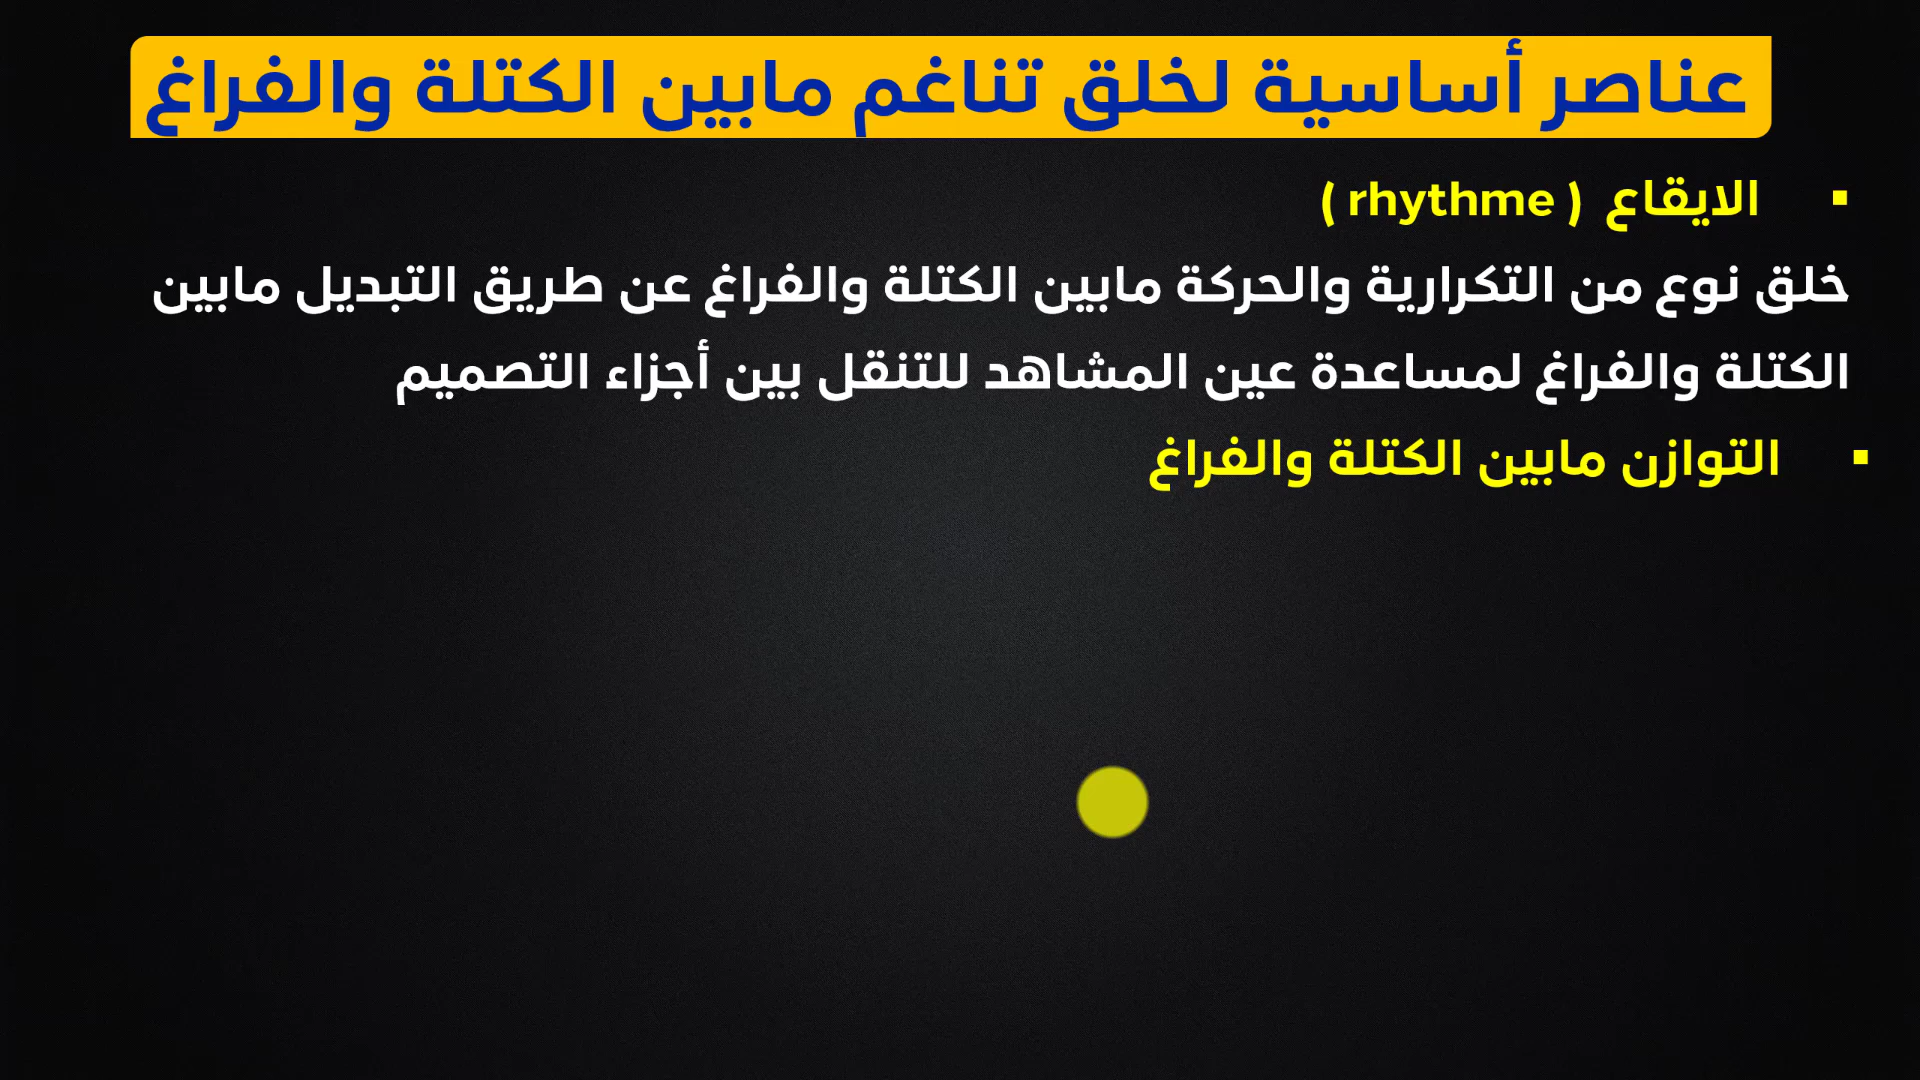 عناصر أساسية لخلق تناغم مابين الكتلة والفراغ
▪ الايقاع ( rhythme )
خلق نوع من التكرارية والحركة مابين الكتلة والفراغ عن طريق التبديل مابين
الكتلة والفراغ لمساعدة عين المشاهد للتنقل بين أجزاء التصميم
▪ التوازن مابين الكتلة والفراغ